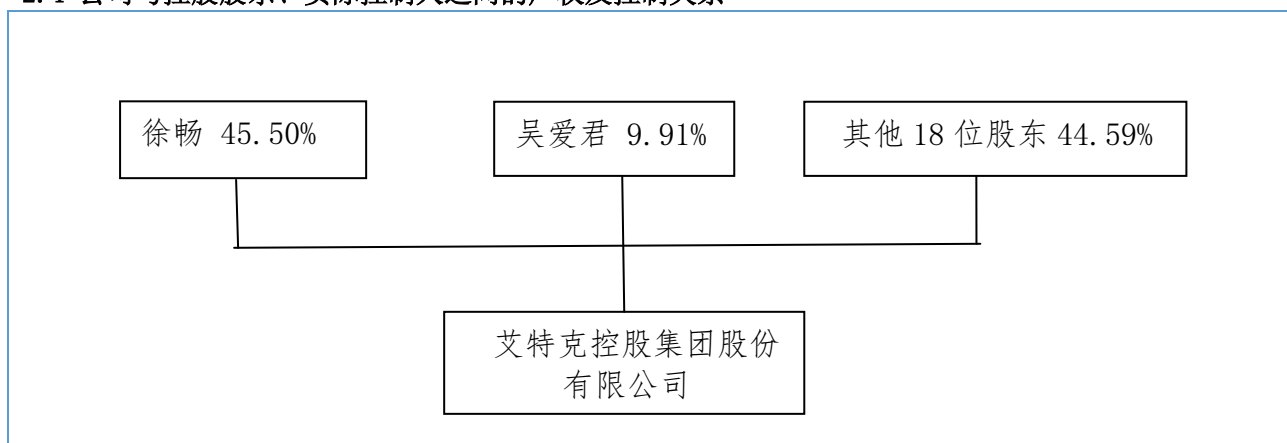 徐畅 45.50%
吴爱君 9.91%
其他 18 位股东 44.59%
艾特克控股集团股份
有限公司